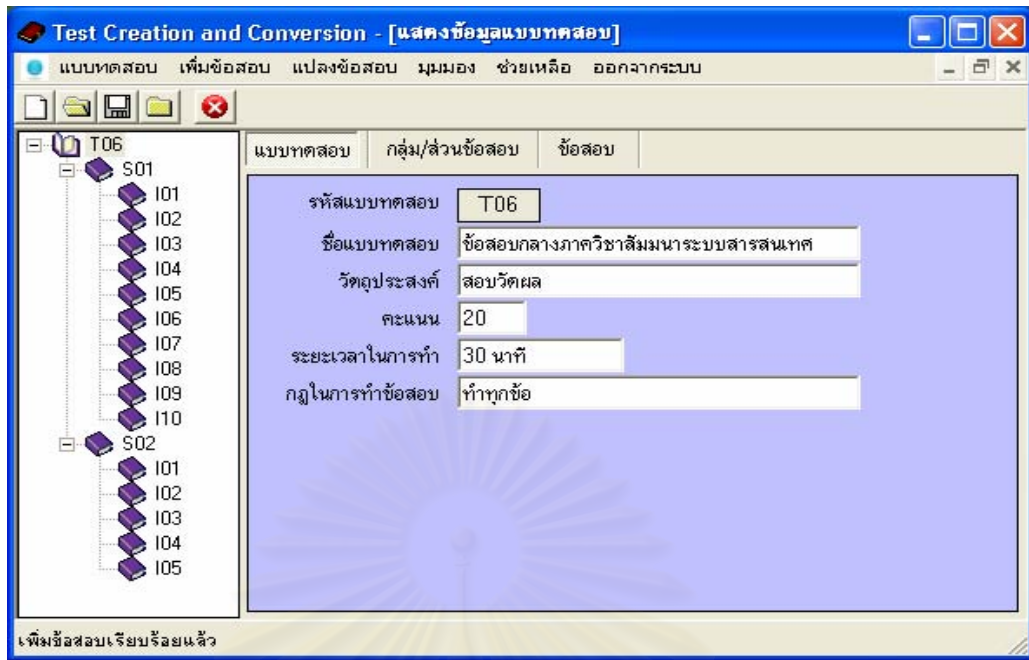 Test Creation and Conversion - [แสดงข้อมูลแบบทดสอบ]
แบบทดสอบ เพิ่มข้อสอบ แปลงข้อสอบ มุมมอง ช่วยเหลือ ออกจากระบบ
T06
S01
I01
I02
I03
I04
I05
I06
I07
I08
I09
I10
S02
I01
I02
I03
I04
I05
แบบทดสอบ กลุ่ม/ส่วนข้อสอบ ข้อสอบ
รหัสแบบทดสอบ T06
ชื่อแบบทดสอบ ข้อสอบกลางภาควิชาสัมมนาระบบสารสนเทศ
วัตถุประสงค์ สอบวัดผล
คะแนน 20
ระยะเวลาในการทำ 30 นาที
กฎในการทำข้อสอบ ทำทุกข้อ
เพิ่มข้อสอบเรียบร้อยแล้ว